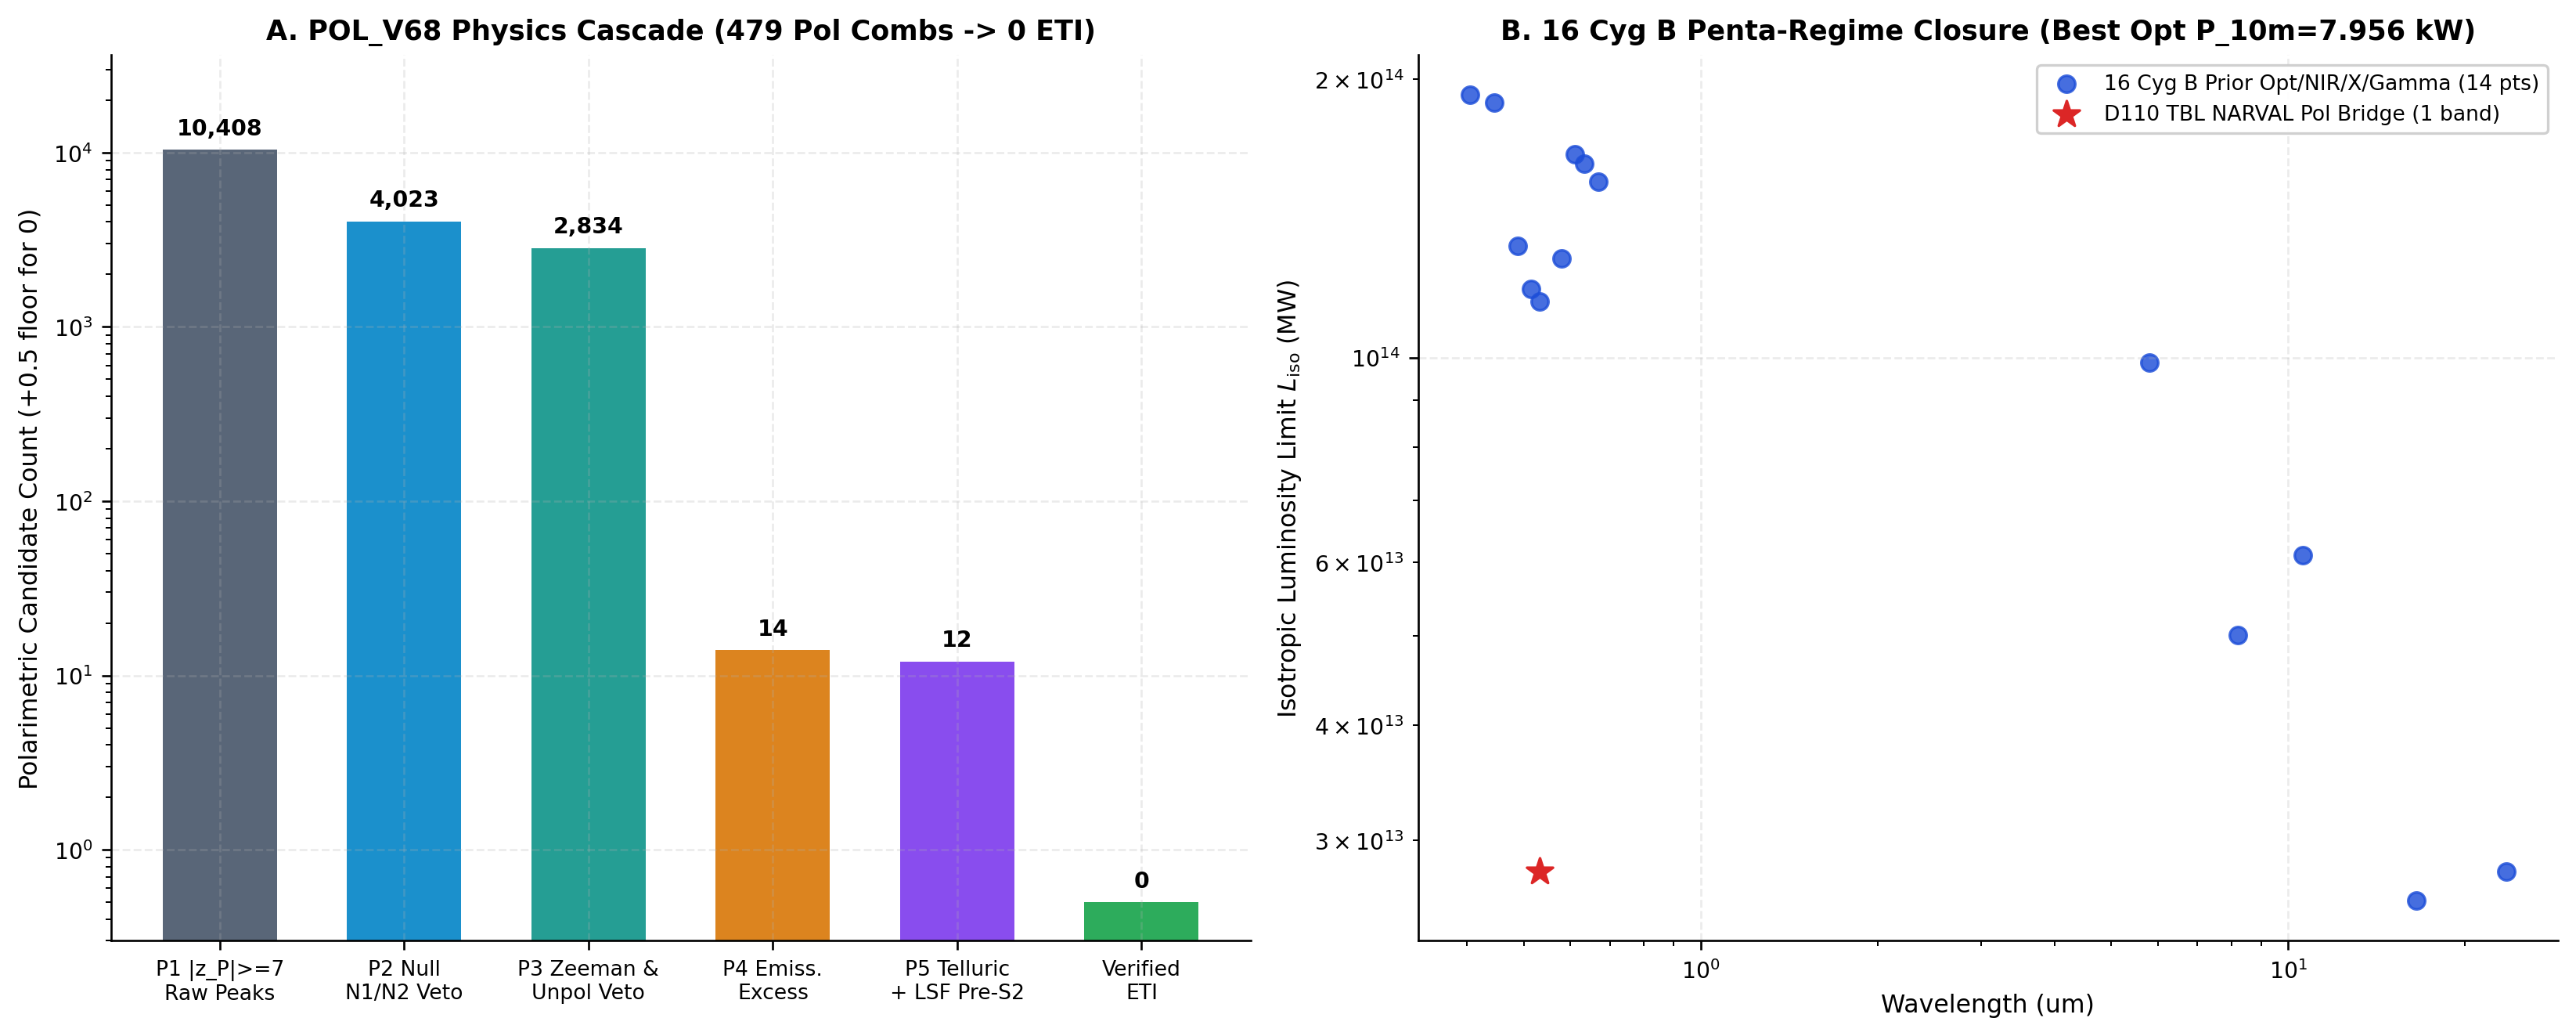 A. POL_V68 Physics Cascade (479 Pol Combs -> 0 ETI)
Polarimetric Candidate Count (+0.5 floor for 0)
10⁴
10³
10²
10¹
10⁰
10,408
4,023
2,834
14
12
0
P1 |z_P|>=7
Raw Peaks
P2 Null
N1/N2 Veto
P3 Zeeman &
Unpol Veto
P4 Emiss.
Excess
P5 Telluric
+ LSF Pre-S2
Verified
ETI
B. 16 Cyg B Penta-Regime Closure (Best Opt P_10m=7.956 kW)
Isotropic Luminosity Limit L_iso (MW)
2 × 10¹⁴
10¹⁴
6 × 10¹³
4 × 10¹³
3 × 10¹³
16 Cyg B Prior Opt/NIR/X/Gamma (14 pts)
D110 TBL NARVAL Pol Bridge (1 band)
10⁰
10¹
Wavelength (um)